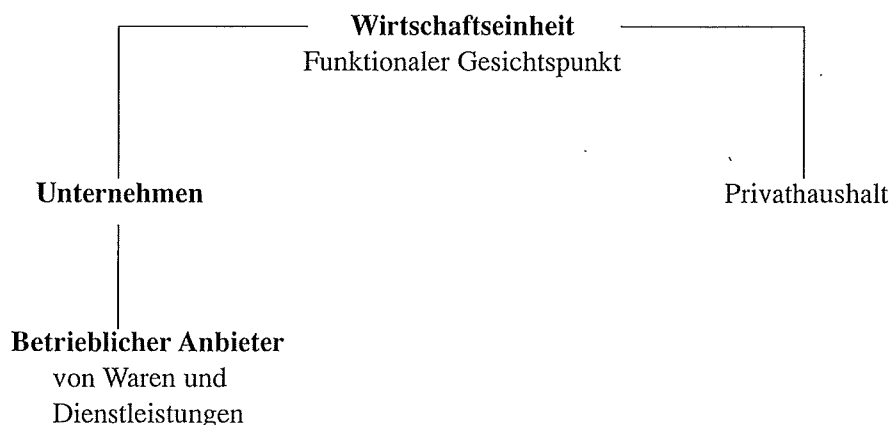 Wirtschaftseinheit
Funktionaler Gesichtspunkt
Unternehmen
Privathaushalt
Betrieblicher Anbieter
von Waren und
Dienstleistungen